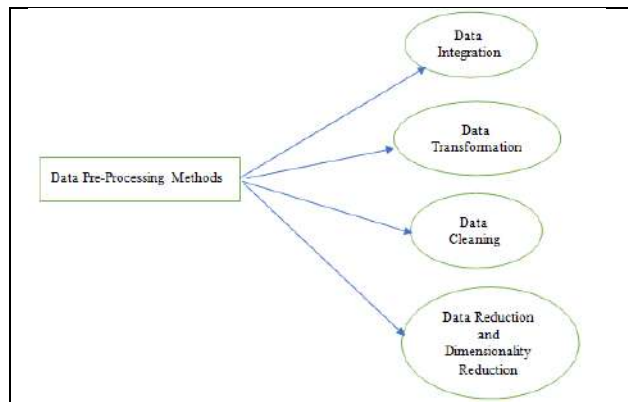 Data
Integration
Data
Transformation
Data Pre-Processing Methods
Data
Cleaning
Data Reduction
and
Dimensionality
Reduction